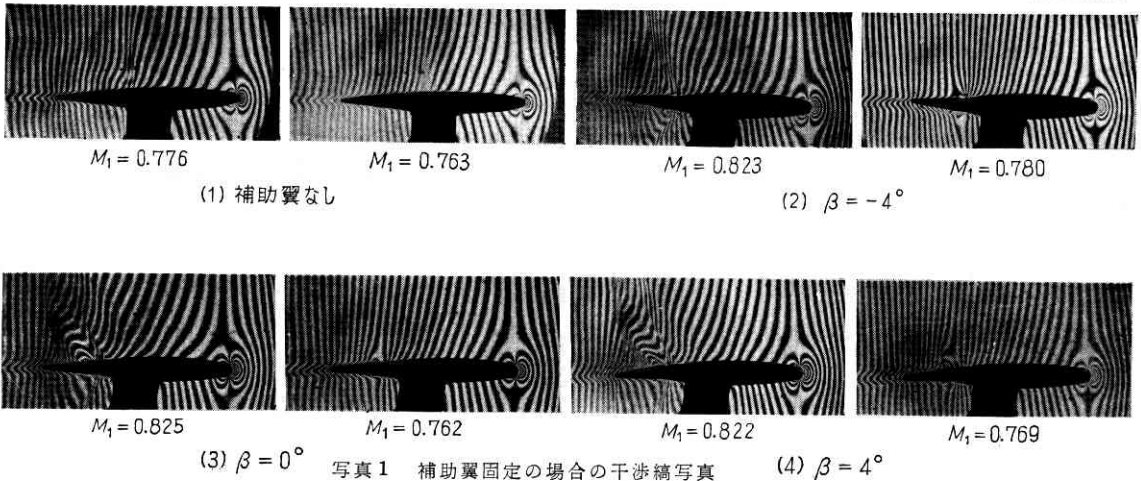 M₁ = 0.776
M₁ = 0.763
M₁ = 0.823
M₁ = 0.780
(1) 補助翼なし
(2) β = -4°
M₁ = 0.825
M₁ = 0.762
M₁ = 0.822
M₁ = 0.769
(3) β = 0°
写真1 補助翼固定の場合の干渉縞写真
(4) β = 4°